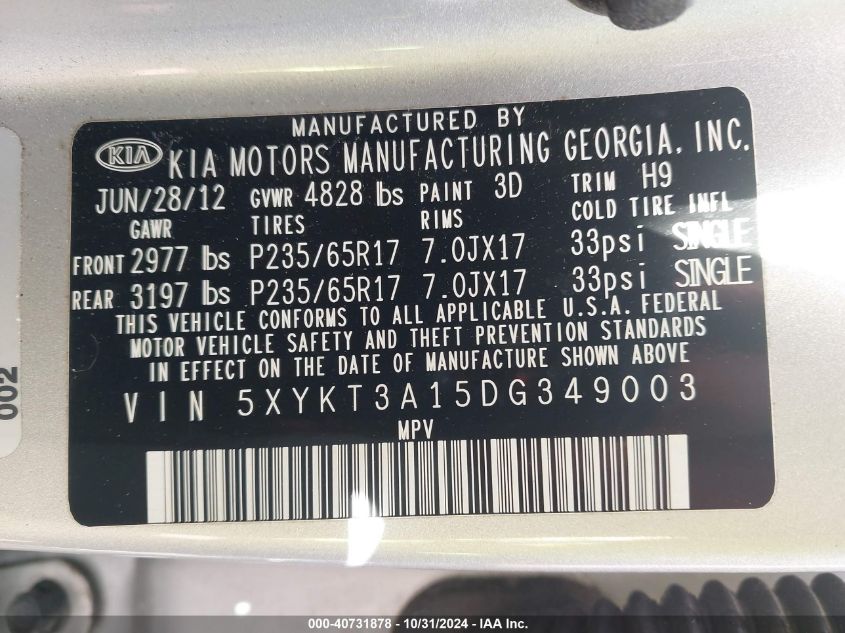 MANUFACTURED BY
KIA KIA MOTORS MANUFACTURING GEORGIA, INC.
JUN/28/12 GVWR 4828 lbs PAINT 3D TRIM H9
GAWR TIRES RIMS COLD TIRE INFL
FRONT 2977 lbs P235/65R17 7.0JX17 33psi SINGLE
REAR 3197 lbs P235/65R17 7.0JX17 33psi SINGLE
THIS VEHICLE CONFORMS TO ALL APPLICABLE U.S.A. FEDERAL
MOTOR VEHICLE SAFETY AND THEFT PREVENTION STANDARDS
IN EFFECT ON THE DATE OF MANUFACTURE SHOWN ABOVE
VIN 5XYKT3A15DG349003
MPV
002
000-40731878 - 10/31/2024 - © IAA, Inc.